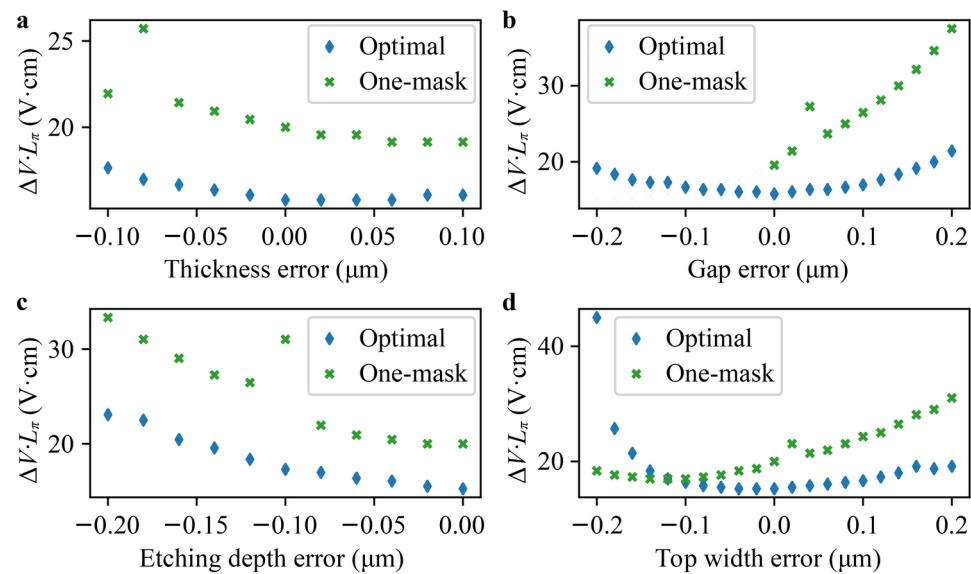 a
25
20
ΔV·Lπ (V·cm)
Optimal
One-mask
−0.10 −0.05 0.00 0.05 0.10
Thickness error (μm)
b
30
20
ΔV·Lπ (V·cm)
Optimal
One-mask
−0.2 −0.1 0.0 0.1 0.2
Gap error (μm)
c
30
20
ΔV·Lπ (V·cm)
Optimal
One-mask
−0.20 −0.15 −0.10 −0.05 0.00
Etching depth error (μm)
d
40
20
ΔV·Lπ (V·cm)
Optimal
One-mask
−0.2 −0.1 0.0 0.1 0.2
Top width error (μm)